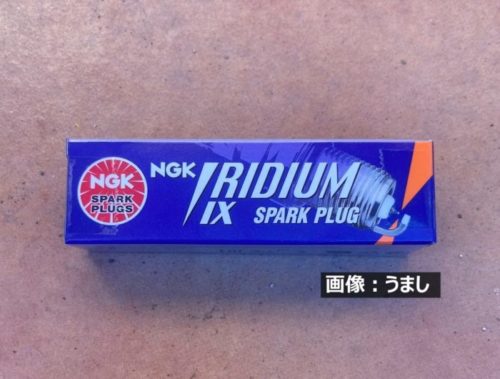 NGK
SPARK
PLUGS
NGK IRIDIUM
IX SPARK PLUG
画像：うまし